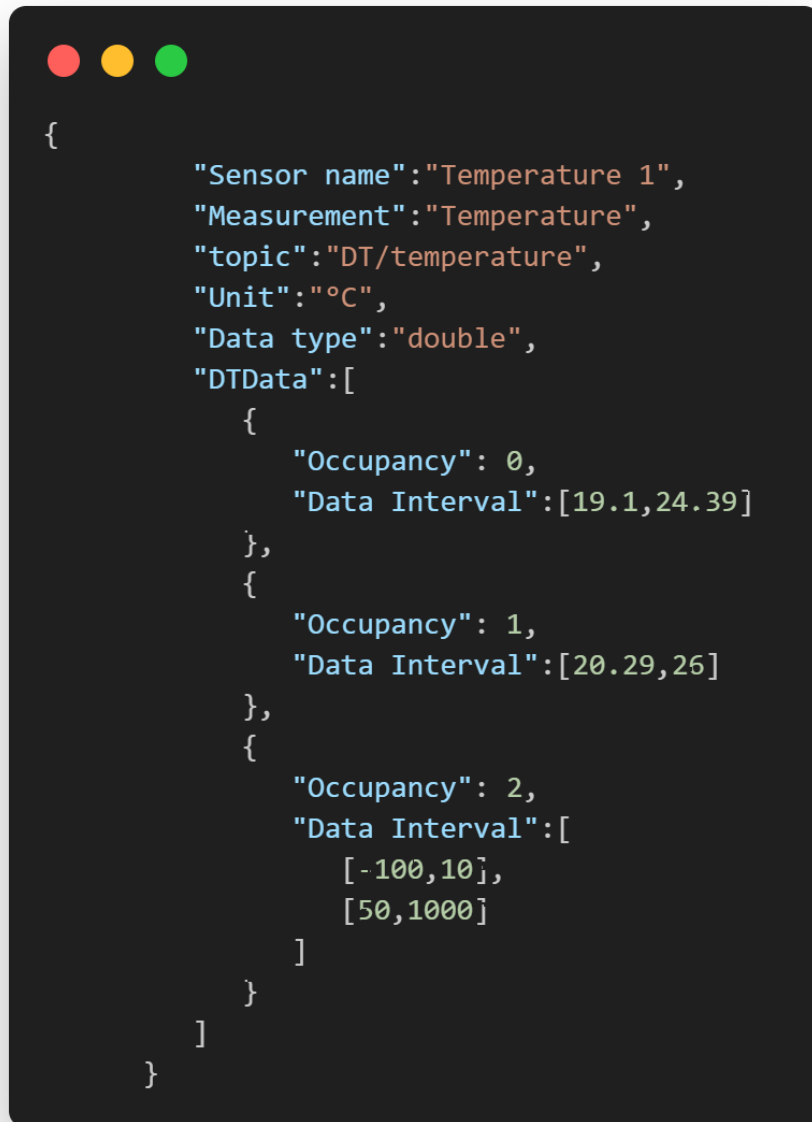 {
"Sensor name":"Temperature 1",
"Measurement":"Temperature",
"topic":"DT/temperature",
"Unit":"°C",
"Data type":"double",
"DTData":[
{
"Occupancy": 0,
"Data Interval":[19.1,24.39]
},
{
"Occupancy": 1,
"Data Interval":[20.29,26]
},
{
"Occupancy": 2,
"Data Interval":[
[-100,10],
[50,1000]
]
}
]
}